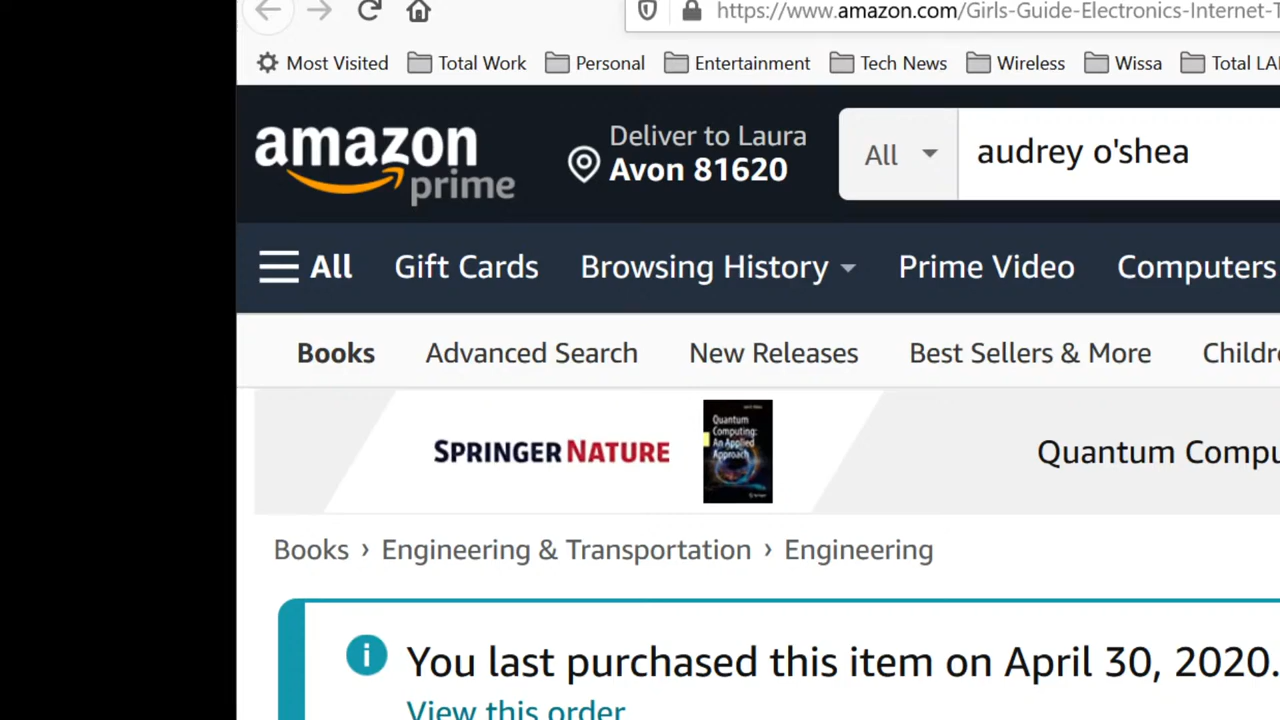 https://www.amazon.com/Girls-Guide-Electronics-Internet-T
Most Visited Total Work Personal Entertainment Tech News Wireless Wissa Total LA
amazon prime
Deliver to Laura
Avon 81620
All audrey o'shea
All Gift Cards Browsing History Prime Video Computers
Books Advanced Search New Releases Best Sellers & More Childre
SPRINGER NATURE
Quantum
Computing:
An Applied
Approach
Quantum Compu
Books › Engineering & Transportation › Engineering
i You last purchased this item on April 30, 2020.
View this order